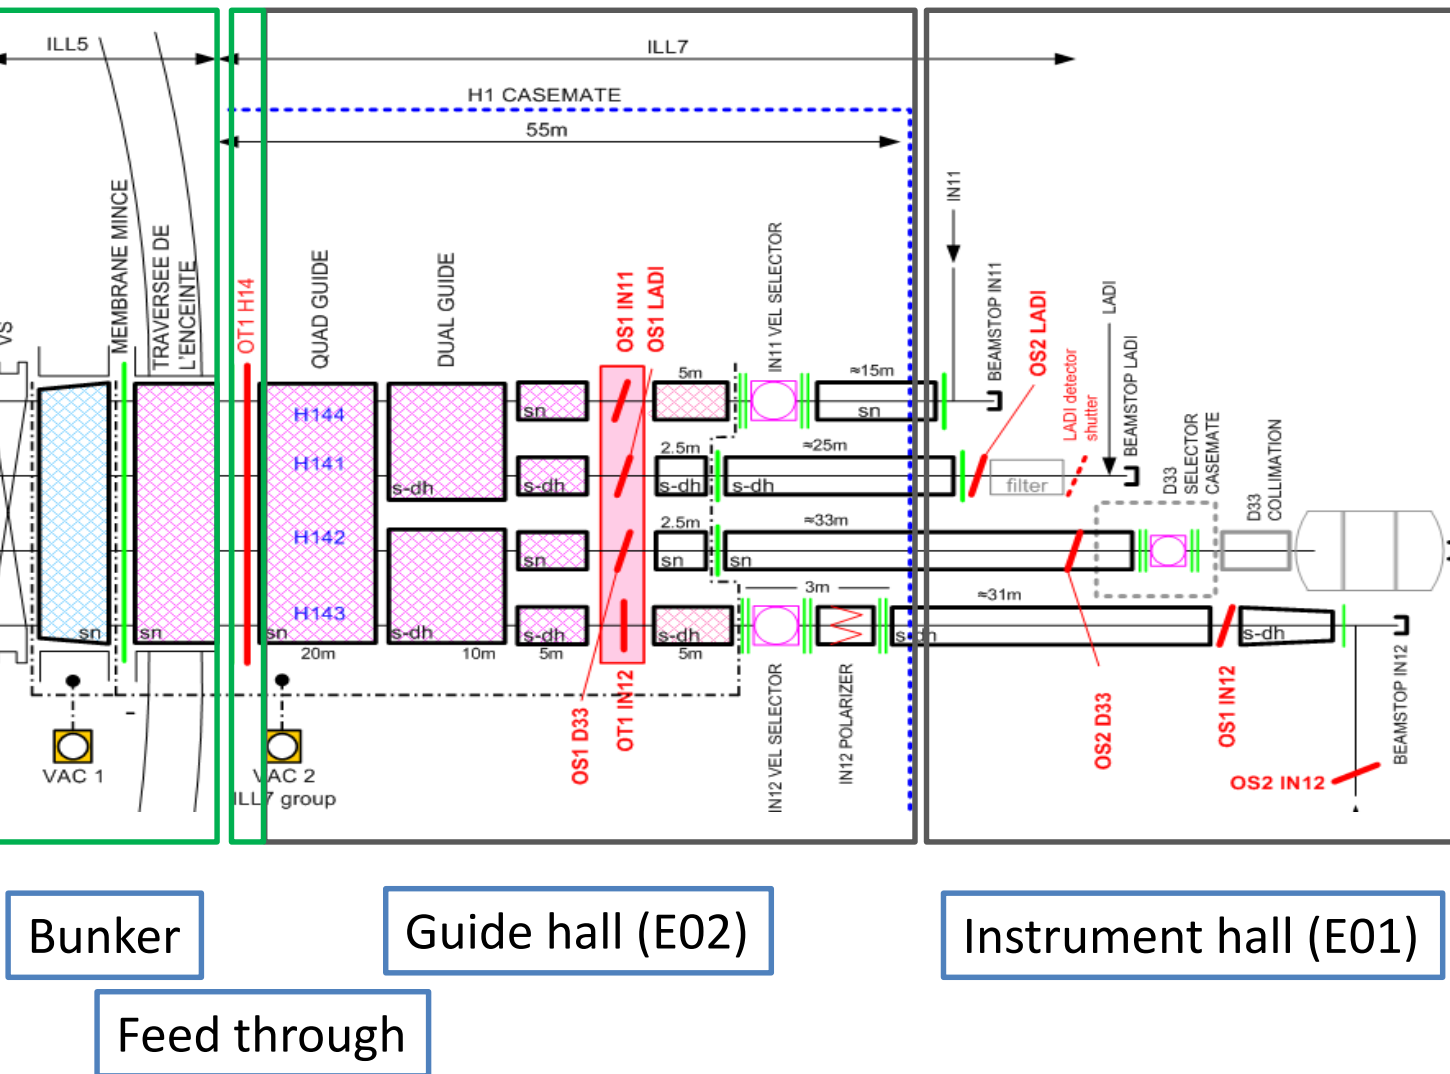 ILL5
ILL7
H1 CASEMATE
55m
VS
MEMBRANE MINCE
TRAVERSEE DE
L'ENCEINTE
OT1 H14
QUAD GUIDE
DUAL GUIDE
OS1 IN11
OS1 LADI
IN11 VEL SELECTOR
IN11
BEAMSTOP IN11
OS2 LADI
LADI detector
shutter
LADI
BEAMSTOP LADI
D33
SELECTOR
CASEMATE
D33
COLLIMATION
H144
sn
5m
≈15m
sn
H141
s-dh
s-dh
2.5m
s-dh
≈25m
s-dh
filter
H142
sn
2.5m
sn
≈33m
sn
H143
sn
sn
sn
20m
s-dh
10m
s-dh
5m
s-dh
5m
3m
≈31m
s-dh
s-dh
VAC 1
VAC 2
ILL7 group
OS1 D33
OT1 IN12
IN12 VEL SELECTOR
IN12 POLARIZER
OS2 D33
OS1 IN12
OS2 IN12
BEAMSTOP IN12
Bunker
Guide hall (E02)
Instrument hall (E01)
Feed through